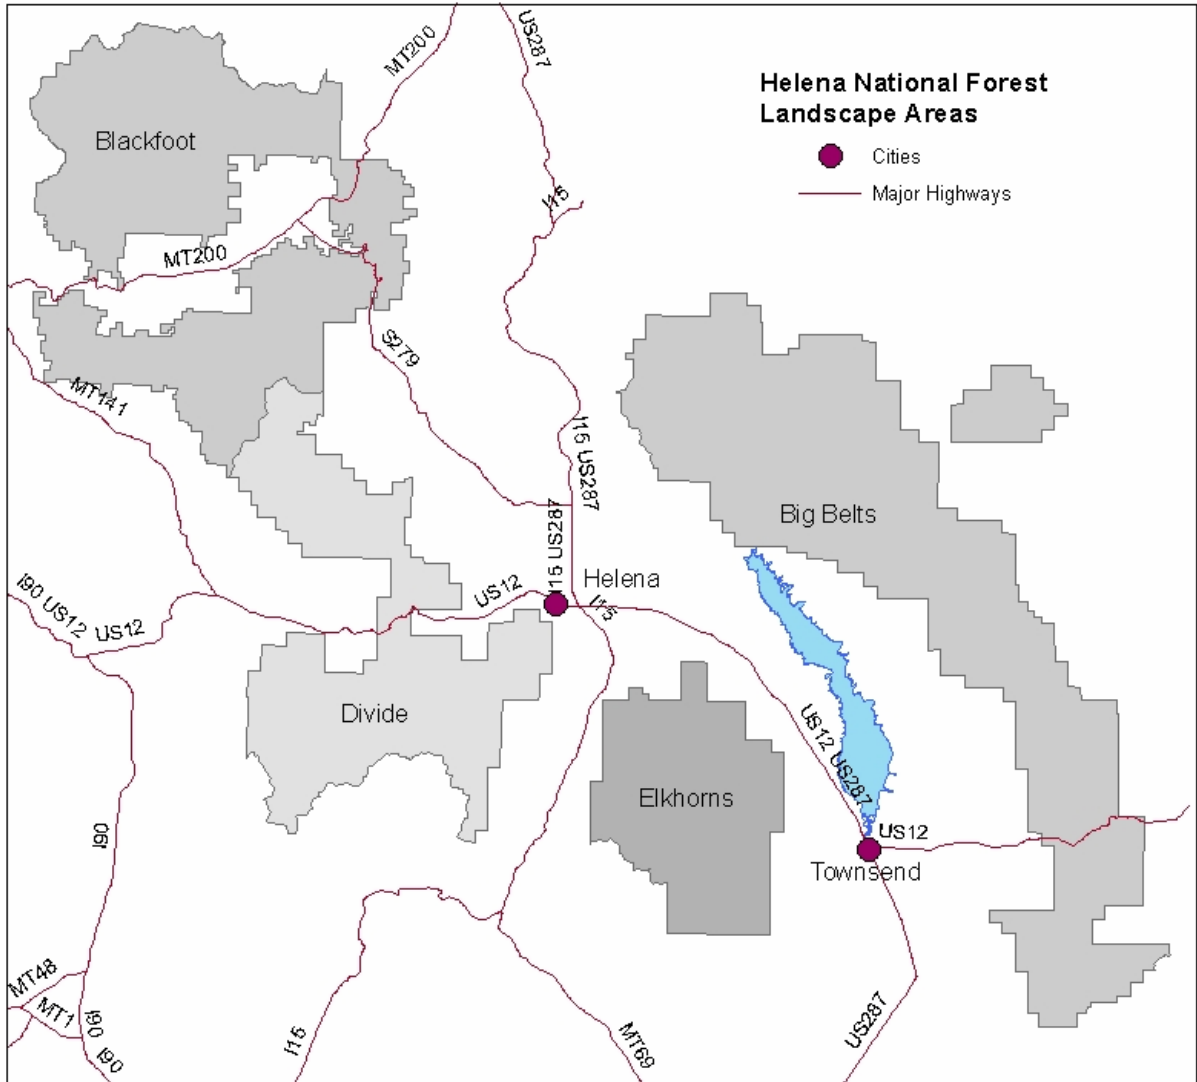 MT200
US287
Helena National Forest
Landscape Areas
Cities
Major Highways
Blackfoot
I15
MT200
S279
MT141
I15 US287
Big Belts
I15 US287
Helena
US12
I15
I90 US12
US12
Divide
US12 US287
Elkhorns
US12
Townsend
I90
MT48
MT1
I90
I90
I15
MT69
US287